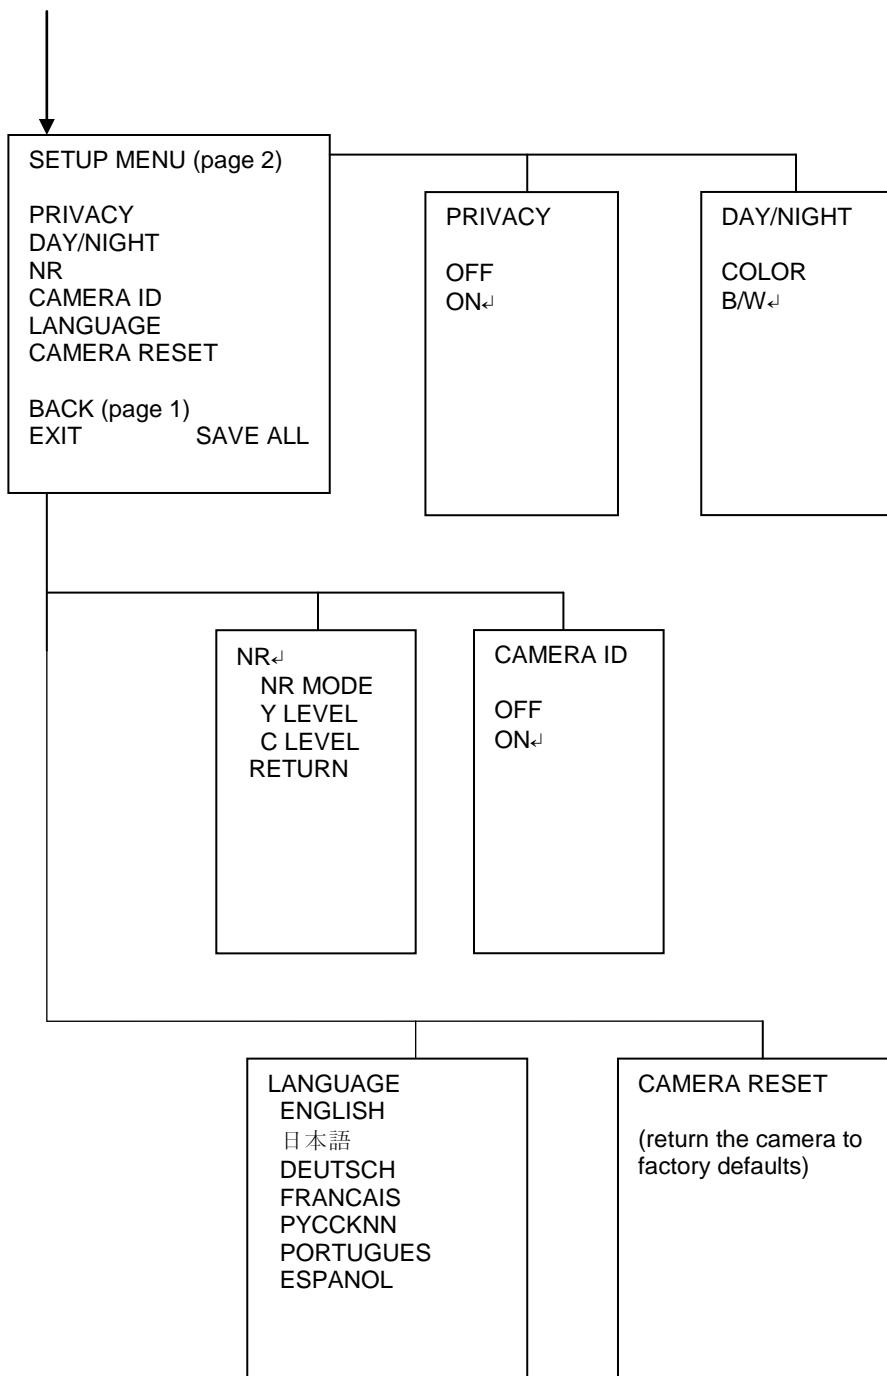 SETUP MENU (page 2)
PRIVACY
DAY/NIGHT
NR
CAMERA ID
LANGUAGE
CAMERA RESET
BACK (page 1)
EXIT SAVE ALL
PRIVACY
OFF
ON↵
DAY/NIGHT
COLOR
B/W↵
NR↵
NR MODE
Y LEVEL
C LEVEL
RETURN
CAMERA ID
OFF
ON↵
LANGUAGE
ENGLISH
日本語
DEUTSCH
FRANCAIS
PYCCKNN
PORTUGUES
ESPANOL
CAMERA RESET
(return the camera to
factory defaults)